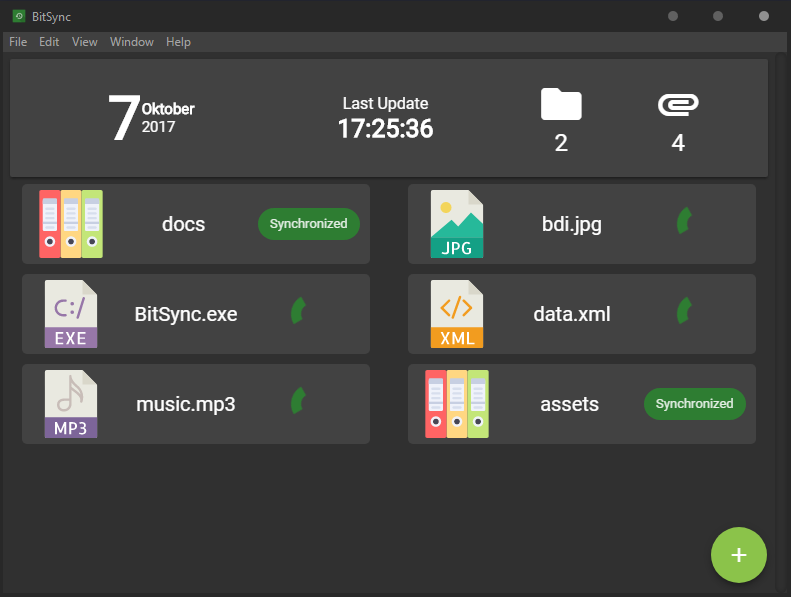 BitSync
File Edit View Window Help
7 Oktober
2017
Last Update
17:25:36
2
4
docs
Synchronized
JPG
bdi.jpg
C:/
EXE
BitSync.exe
</>
XML
data.xml
MP3
music.mp3
assets
Synchronized
+